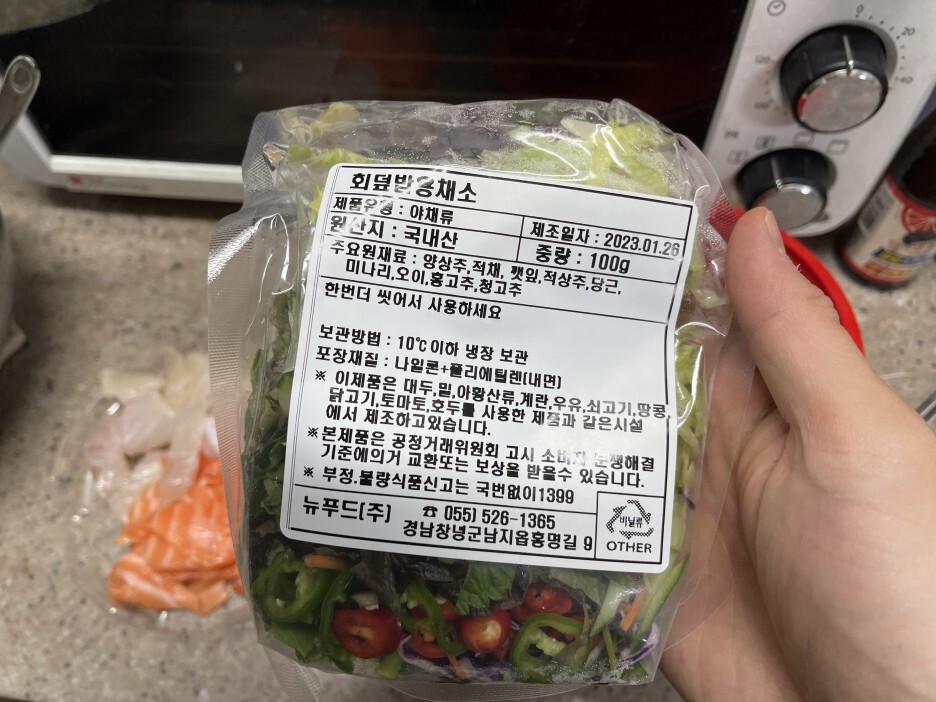 회덮밥용채소
제품유형 : 야채류
제조일자 : 2023.01.26
원산지 : 국내산
중량 : 100g
주요원재료 : 양상추,적채, 깻잎,적상추,당근,
미나리,오이,홍고추,청고추
한번더 씻어서 사용하세요
보관방법 : 10℃이하 냉장 보관
포장재질 : 나일론+폴리에틸렌(내면)
※ 이제품은 대두,밀,아황산류,계란,우유,쇠고기,땅콩,
닭고기,토마토,호두를 사용한 제품과 같은시설
에서 제조하고있습니다.
※본제품은 공정거래위원회 고시 소비자 분쟁해결
기준에의거 교환또는 보상을 받을수 있습니다.
※ 부정.불량식품신고는 국번없이1399
뉴푸드(주) ☎ 055) 526-1365
경남창녕군남지읍홍명길 9
비닐류
OTHER
0
20
40
120
100